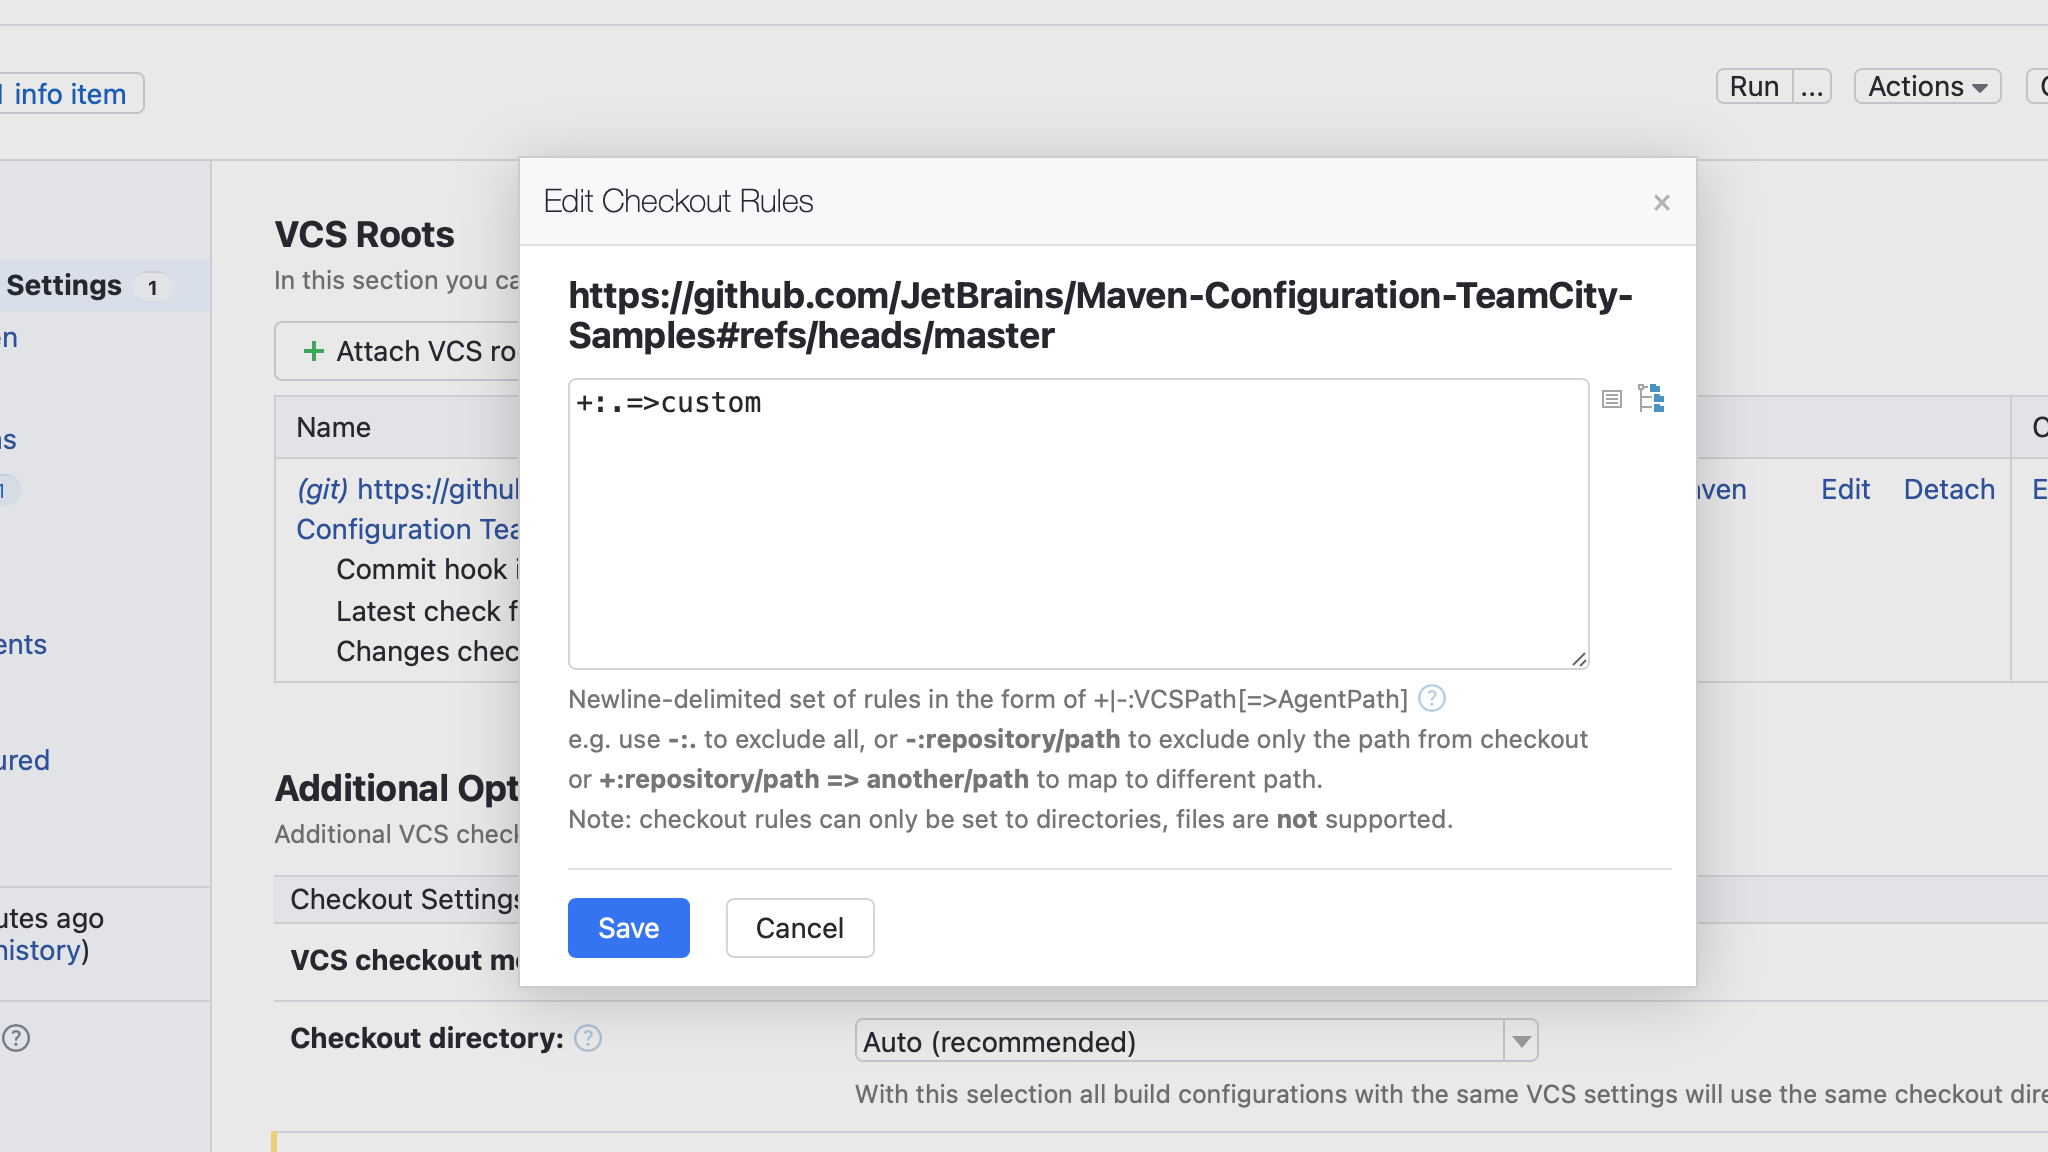 info item
Run ...
Actions
Edit Checkout Rules ×
VCS Roots
In this section you ca
Settings 1
https://github.com/JetBrains/Maven-Configuration-TeamCity-
Samples#refs/heads/master
en
+ Attach VCS ro
+:.=>custom
Name
ns
1
(git) https://githul
aven Edit Detach E
Configuration Tea
Commit hook i
Latest check f
Changes chec
ents
Newline-delimited set of rules in the form of +|-:VCSPath[=>AgentPath] ?
e.g. use -:. to exclude all, or -:repository/path to exclude only the path from checkout
or +:repository/path => another/path to map to different path.
Note: checkout rules can only be set to directories, files are not supported.
ured
Additional Opt
Additional VCS check
Checkout Settings
utes ago
history)
Save Cancel
VCS checkout mo
Checkout directory: ?
?
Auto (recommended)
With this selection all build configurations with the same VCS settings will use the same checkout dire